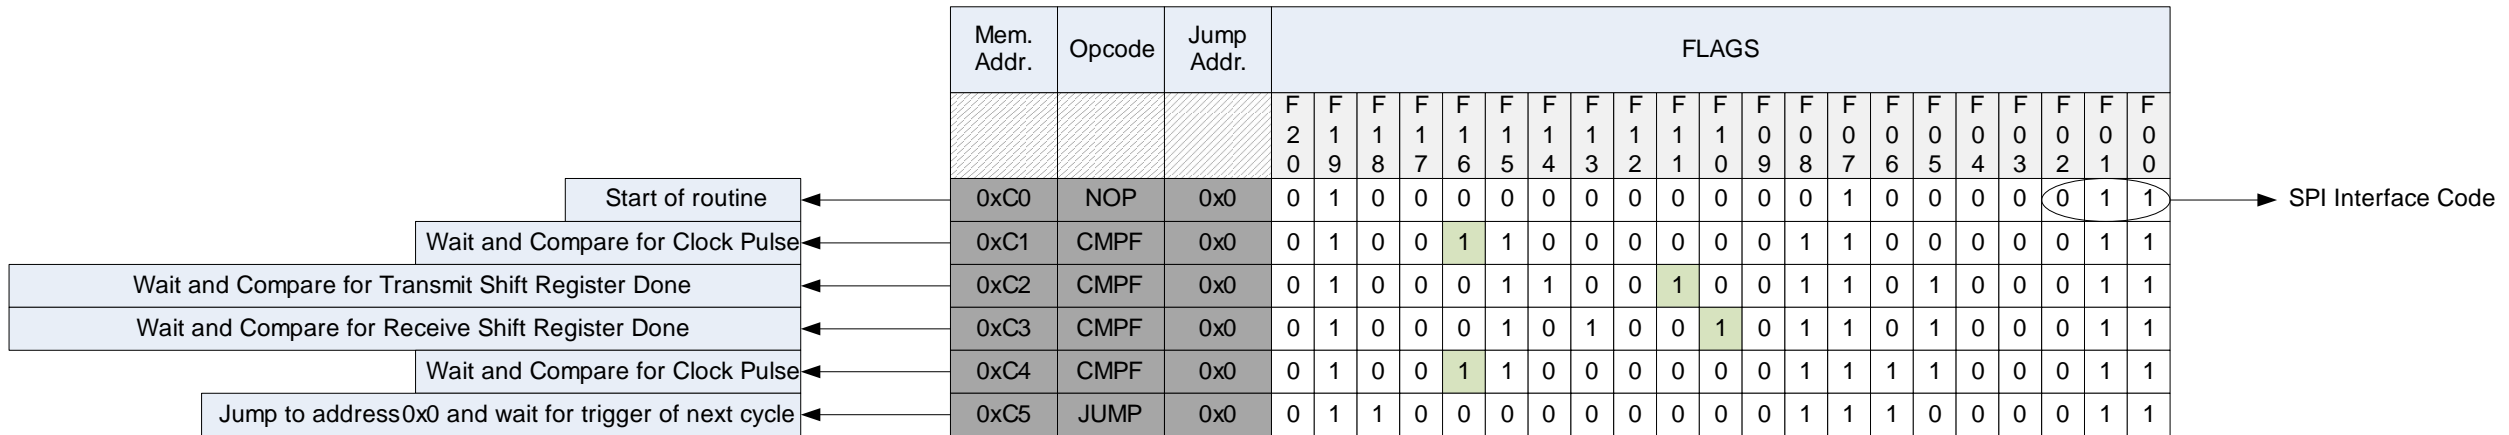 Mem. Addr. Opcode Jump Addr. FLAGS
F20 F19 F18 F17 F16 F15 F14 F13 F12 F11 F10 F09 F08 F07 F06 F05 F04 F03 F02 F01 F00
Start of routine 0xC0 NOP 0x0 0 1 0 0 0 0 0 0 0 0 0 0 0 1 0 0 0 0 0 1 1 SPI Interface Code
Wait and Compare for Clock Pulse 0xC1 CMPF 0x0 0 1 0 0 1 1 0 0 0 0 0 0 1 1 0 0 0 0 0 1 1
Wait and Compare for Transmit Shift Register Done 0xC2 CMPF 0x0 0 1 0 0 0 1 1 0 0 1 0 0 1 1 0 1 0 0 0 1 1
Wait and Compare for Receive Shift Register Done 0xC3 CMPF 0x0 0 1 0 0 0 1 0 1 0 0 1 0 1 1 0 1 0 0 0 1 1
Wait and Compare for Clock Pulse 0xC4 CMPF 0x0 0 1 0 0 1 1 0 0 0 0 0 0 1 1 1 1 0 0 0 1 1
Jump to address 0x0 and wait for trigger of next cycle 0xC5 JUMP 0x0 0 1 1 0 0 0 0 0 0 0 0 0 1 1 1 0 0 0 0 1 1